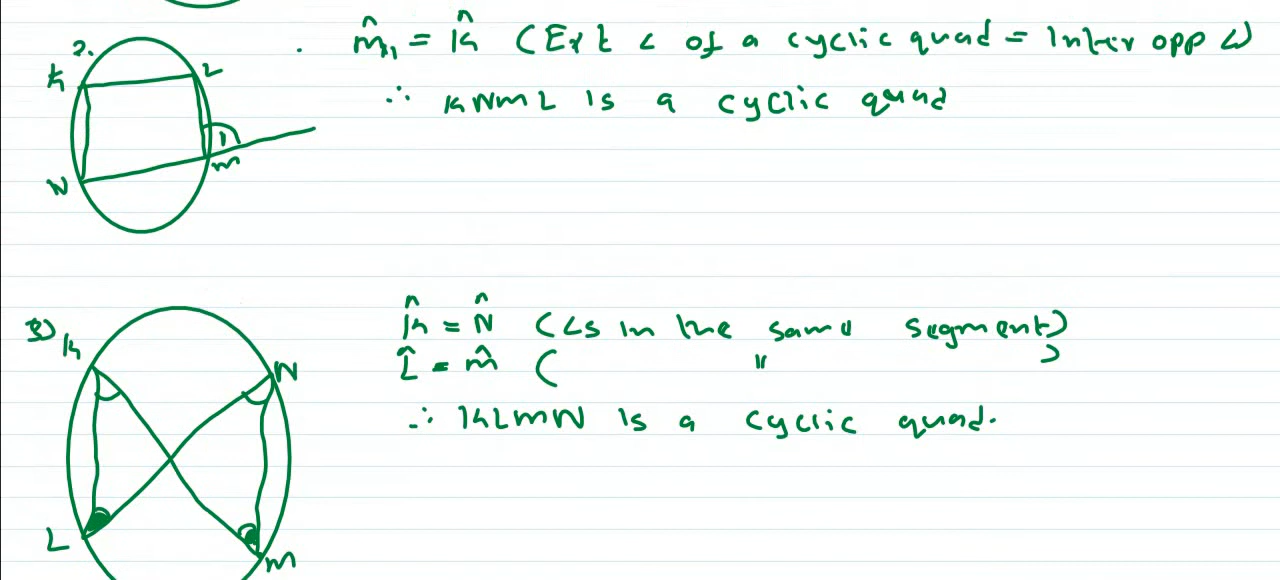 2.
K L
N M 1
M̂₁ = K̂ (Ext < of a cyclic quad = Inter opp <)
∴ KNML is a cyclic quad
3)
K N
L M
K̂ = N̂ (<s in the same segment)
L̂ = M̂ ( " )
∴ KLMN is a cyclic quad.